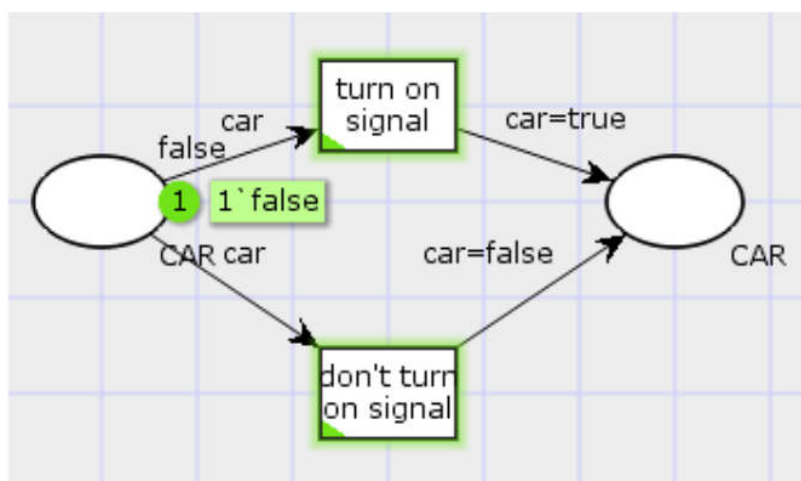 turn on
signal
car
car=true
false
1
1`false
CAR
car
car=false
CAR
don't turn
on signal